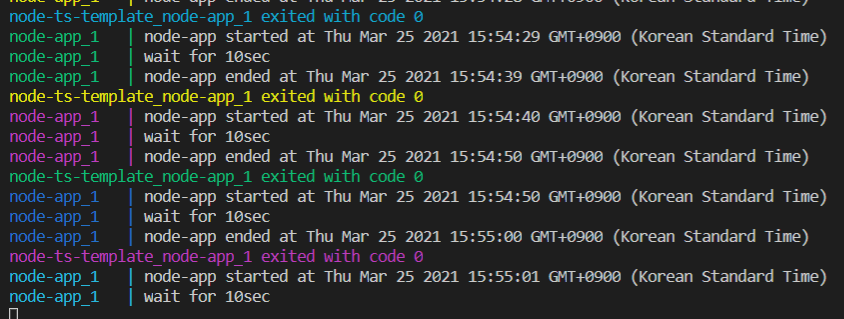 node-app_1 | node-app ended at Thu Mar 25 2021 15:54:28 GMT+0900 (Korean Standard Time)
node-ts-template_node-app_1 exited with code 0
node-app_1 | node-app started at Thu Mar 25 2021 15:54:29 GMT+0900 (Korean Standard Time)
node-app_1 | wait for 10sec
node-app_1 | node-app ended at Thu Mar 25 2021 15:54:39 GMT+0900 (Korean Standard Time)
node-ts-template_node-app_1 exited with code 0
node-app_1 | node-app started at Thu Mar 25 2021 15:54:40 GMT+0900 (Korean Standard Time)
node-app_1 | wait for 10sec
node-app_1 | node-app ended at Thu Mar 25 2021 15:54:50 GMT+0900 (Korean Standard Time)
node-ts-template_node-app_1 exited with code 0
node-app_1 | node-app started at Thu Mar 25 2021 15:54:50 GMT+0900 (Korean Standard Time)
node-app_1 | wait for 10sec
node-app_1 | node-app ended at Thu Mar 25 2021 15:55:00 GMT+0900 (Korean Standard Time)
node-ts-template_node-app_1 exited with code 0
node-app_1 | node-app started at Thu Mar 25 2021 15:55:01 GMT+0900 (Korean Standard Time)
node-app_1 | wait for 10sec